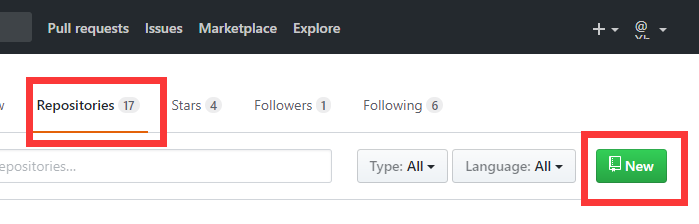 Pull requests Issues Marketplace Explore
Repositories 17 Stars 4 Followers 1 Following 6
epositories... Type: All Language: All New